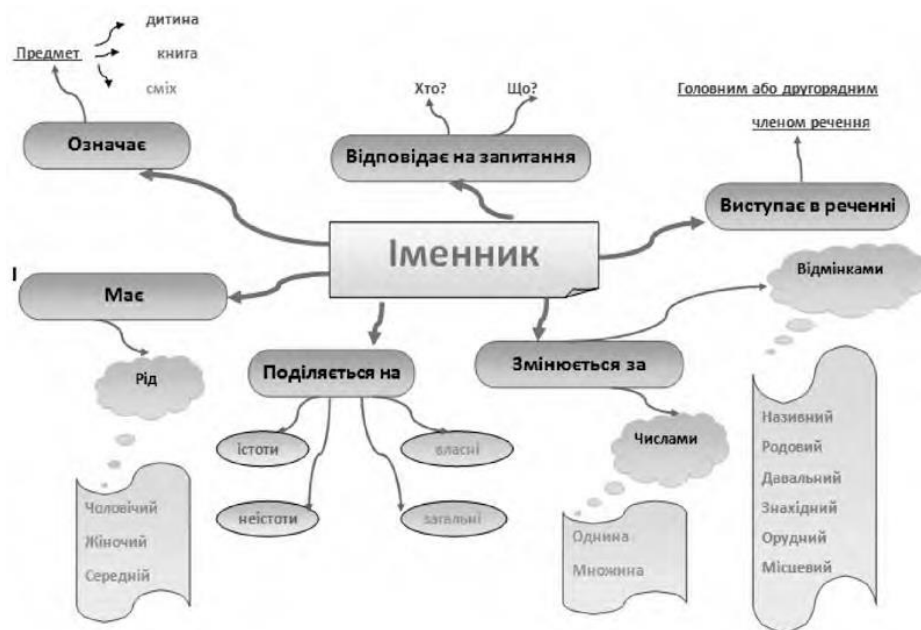 дитина
Предмет
книга
сміх
Означає
Хто?
Що?
Відповідає на запитання
Головним або другорядним
членом речення
Виступає в реченні
Іменник
І
Має
Рід
Чоловічий
Жіночий
Середній
Поділяється на
істоти
власні
неістоти
загальні
Змінюється за
Числами
Однина
Множина
Відмінками
Називний
Родовий
Давальний
Знахідний
Орудний
Місцевий